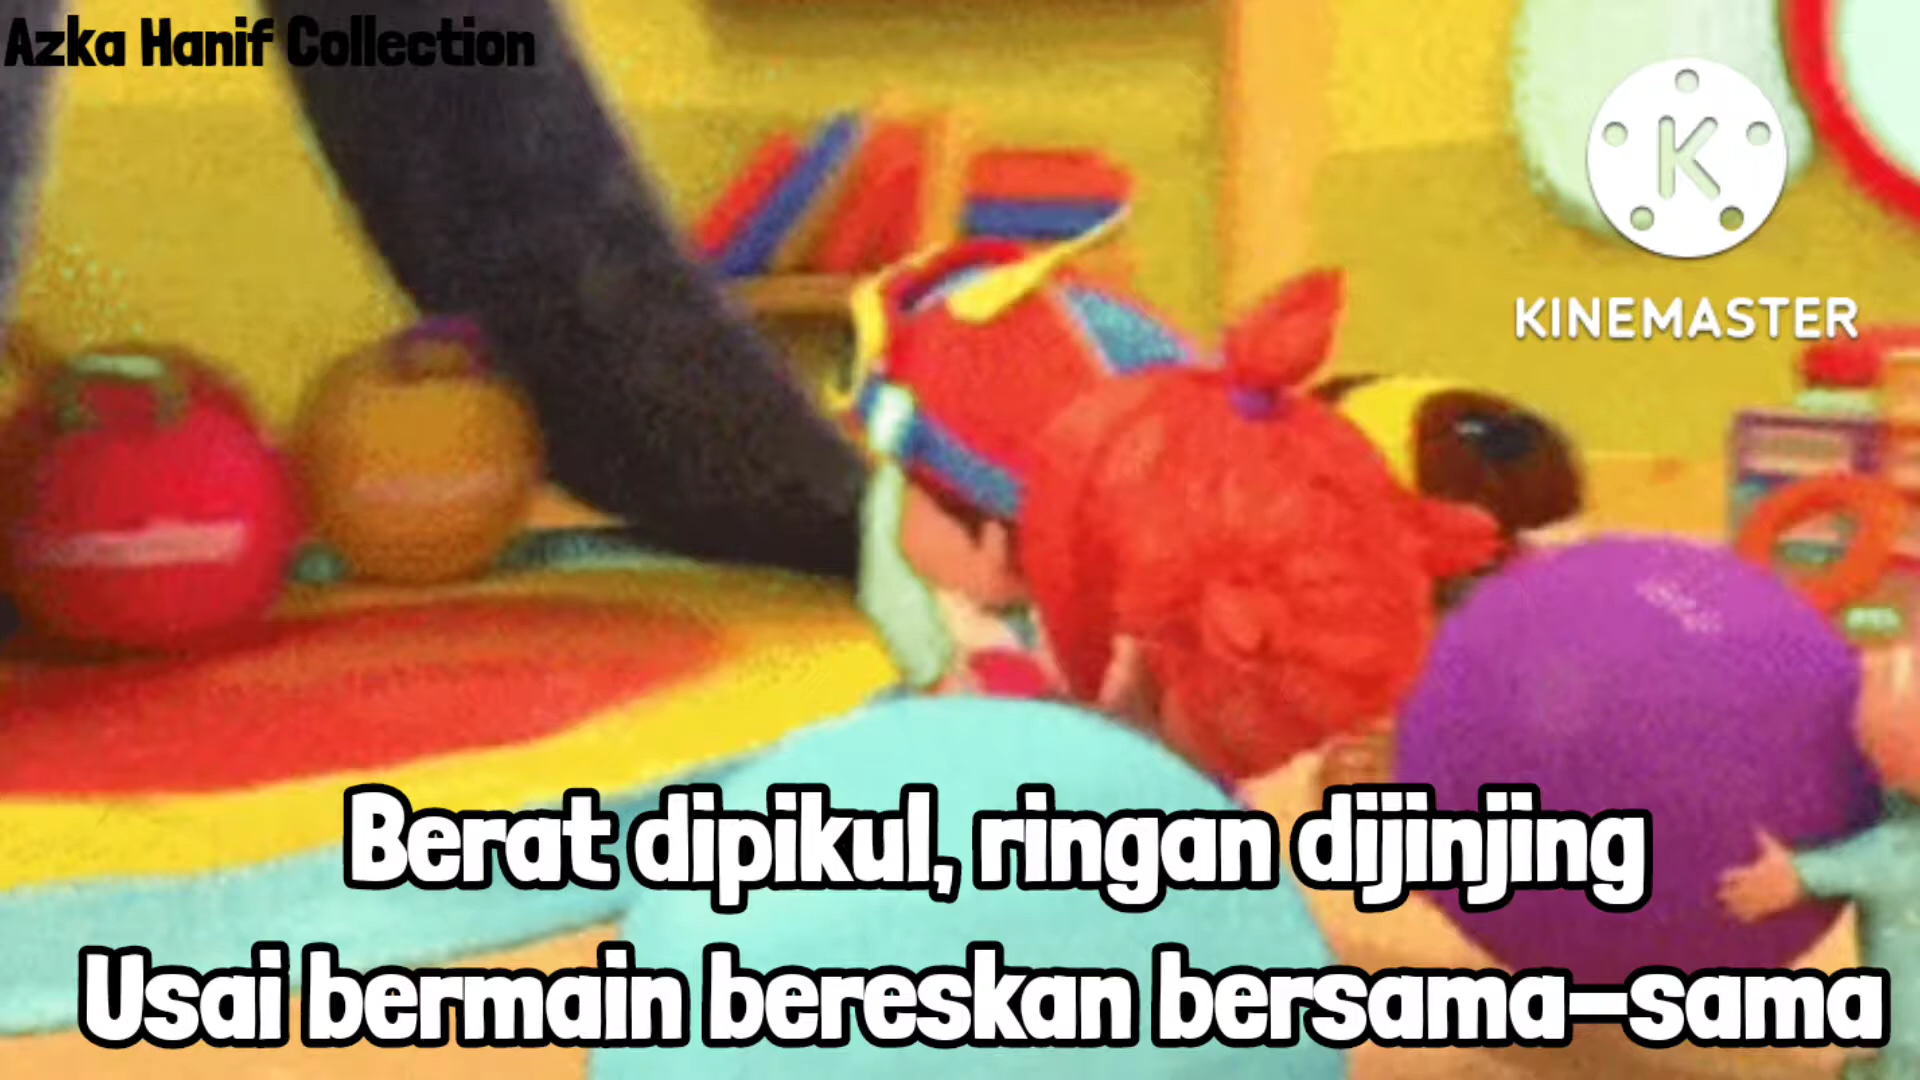 Azka Hanif Collection
K
KINEMASTER
Berat dipikul, ringan dijinjing
Usai bermain bereskan bersama-sama